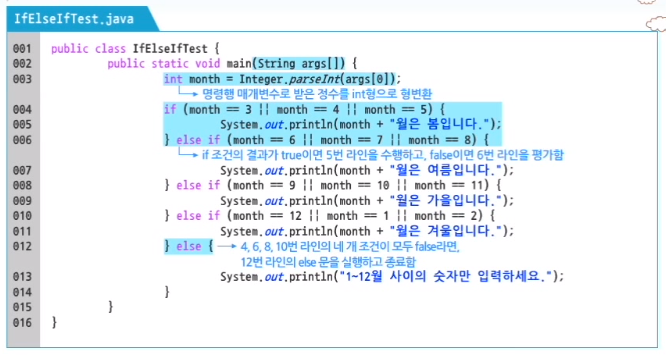 IfElseIfTest.java
001 public class IfElseIfTest {
002 public static void main(String args[]) {
003 int month = Integer.parseInt(args[0]);
명령행 매개변수로 받은 정수를 int형으로 형변환
004 if (month == 3 || month == 4 || month == 5) {
005 System.out.println(month + "월은 봄입니다.");
006 } else if (month == 6 || month == 7 || month == 8) {
if 조건의 결과가 true이면 5번 라인을 수행하고, false이면 6번 라인을 평가함
007 System.out.println(month + "월은 여름입니다.");
008 } else if (month == 9 || month == 10 || month == 11) {
009 System.out.println(month + "월은 가을입니다.");
010 } else if (month == 12 || month == 1 || month == 2) {
011 System.out.println(month + "월은 겨울입니다.");
012 } else { 4, 6, 8, 10번 라인의 네 개 조건이 모두 false라면,
12번 라인의 else 문을 실행하고 종료함
013 System.out.println("1~12월 사이의 숫자만 입력하세요.");
014 }
015 }
016 }